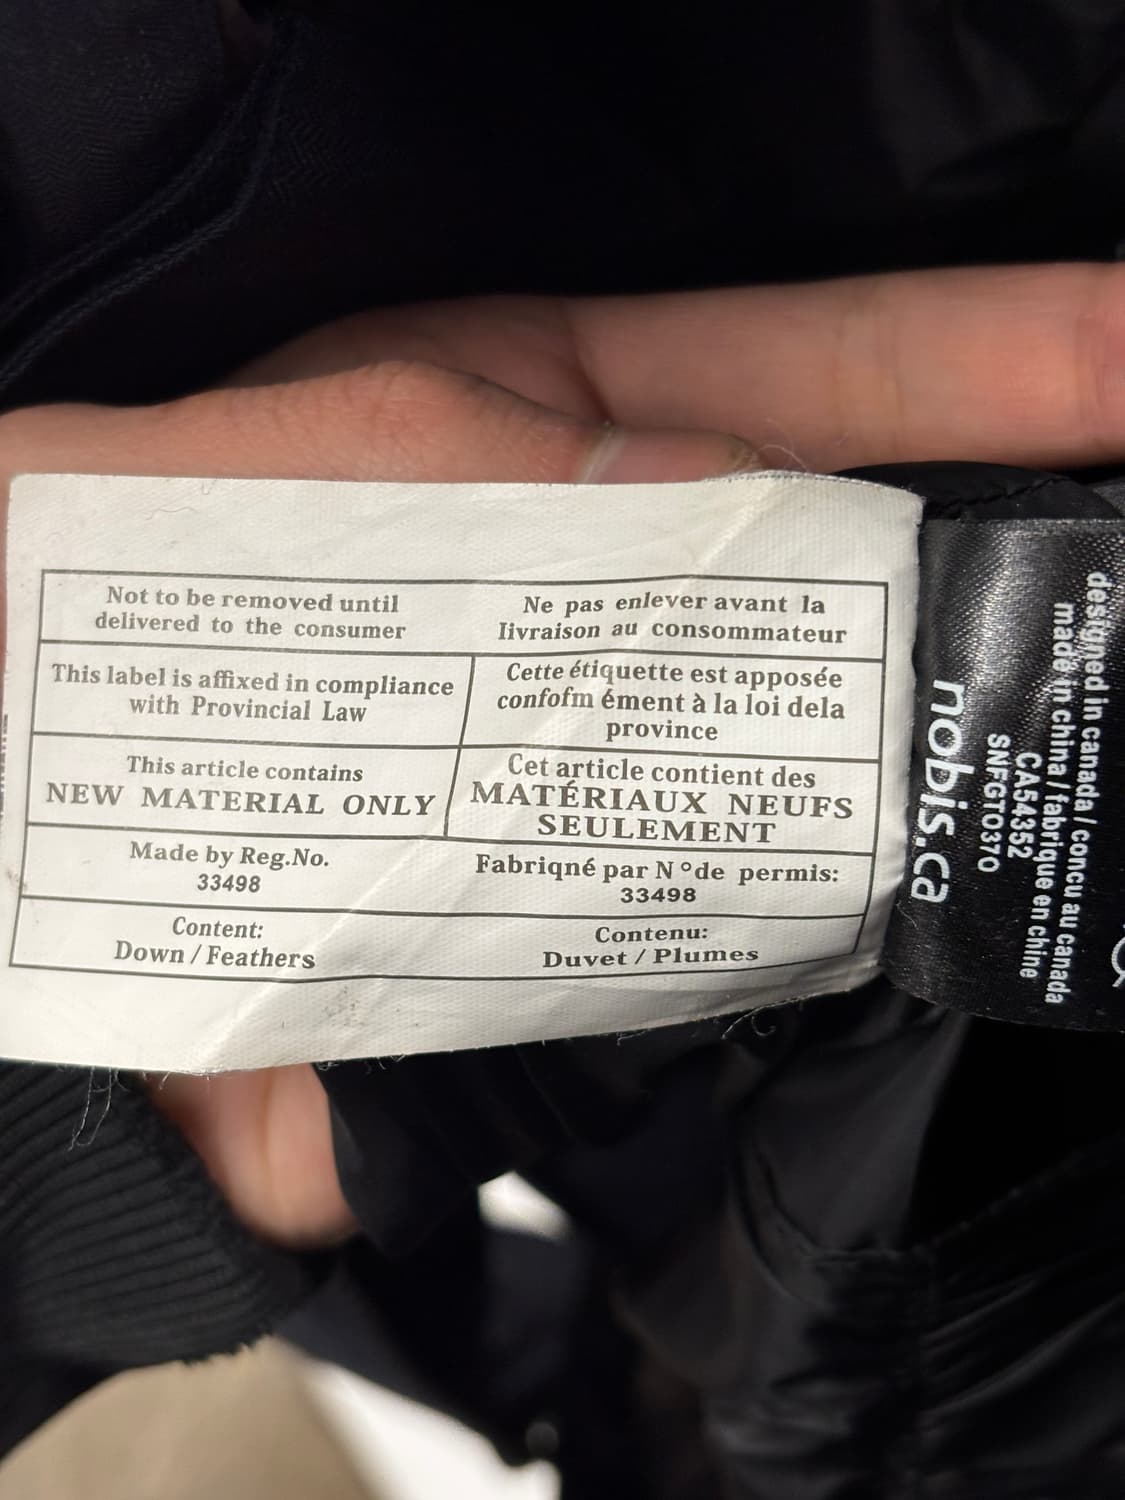 Not to be removed until
delivered to the consumer
Ne pas enlever avant la
livraison au consommateur
This label is affixed in compliance
with Provincial Law
Cette étiquette est apposée
confofm ément à la loi dela
province
This article contains
NEW MATERIAL ONLY
Cet article contient des
MATÉRIAUX NEUFS
SEULEMENT
Made by Reg.No.
33498
Fabriqné par N° de permis:
33498
Content:
Down / Feathers
Contenu:
Duvet / Plumes
designed in canada / concu au canada
made in china / fabrique en chine
CA54352
SNFGTO370
nobis.ca